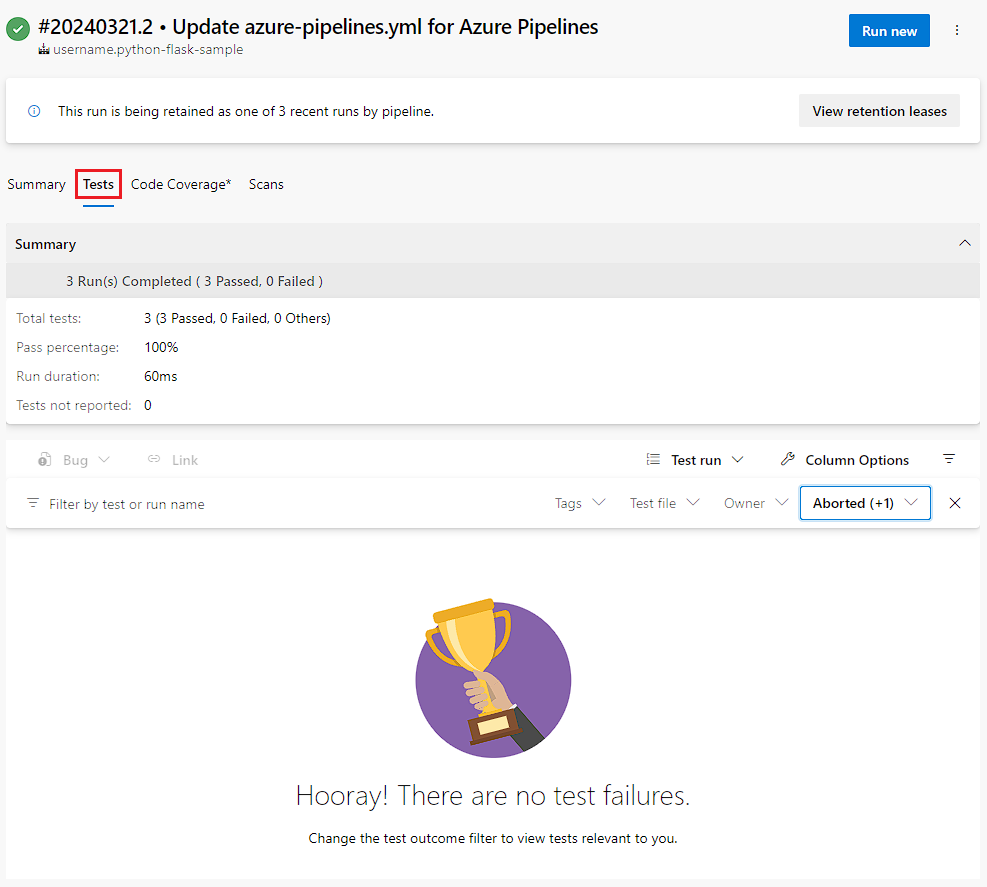 #20240321.2 • Update azure-pipelines.yml for Azure Pipelines
Run new
username.python-flask-sample
This run is being retained as one of 3 recent runs by pipeline.
View retention leases
Summary Tests Code Coverage* Scans
Summary
3 Run(s) Completed ( 3 Passed, 0 Failed )
Total tests: 3 (3 Passed, 0 Failed, 0 Others)
Pass percentage: 100%
Run duration: 60ms
Tests not reported: 0
Bug Link Test run Column Options
Filter by test or run name Tags Test file Owner Aborted (+1)
Hooray! There are no test failures.
Change the test outcome filter to view tests relevant to you.